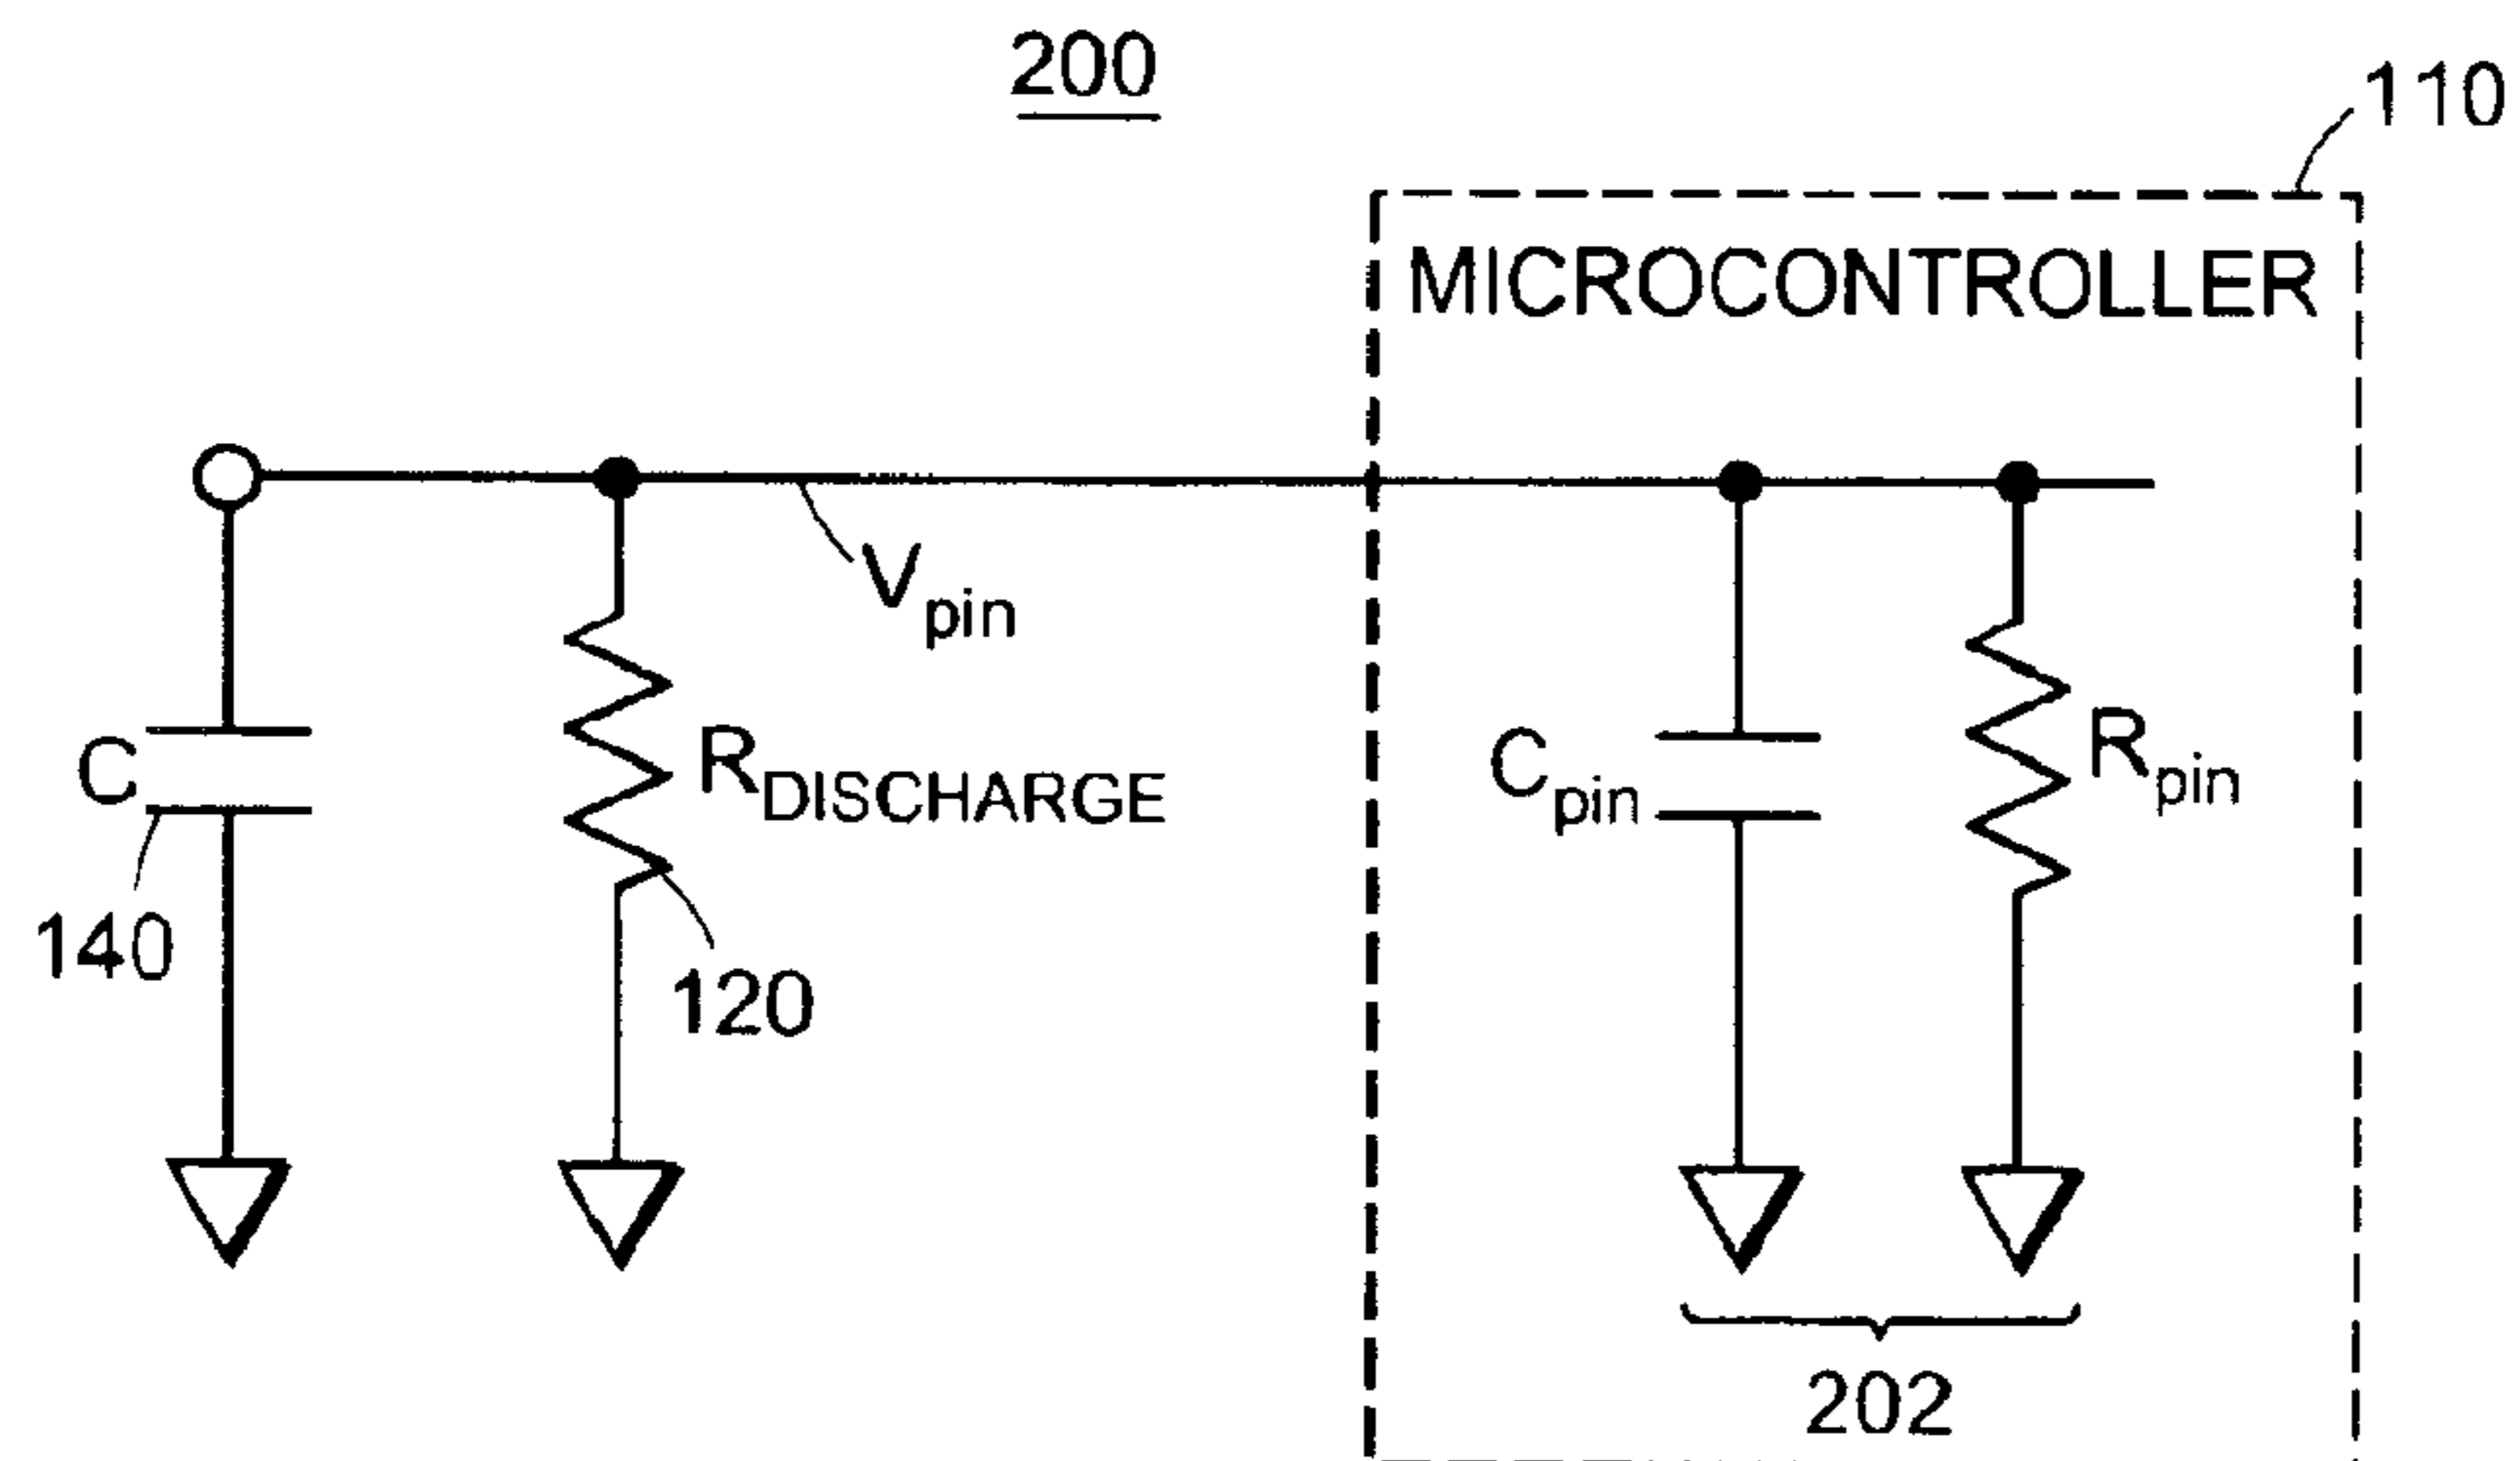 200
110
MICROCONTROLLER
Vpin
C
RDISCHARGE
Cpin
Rpin
140
120
202